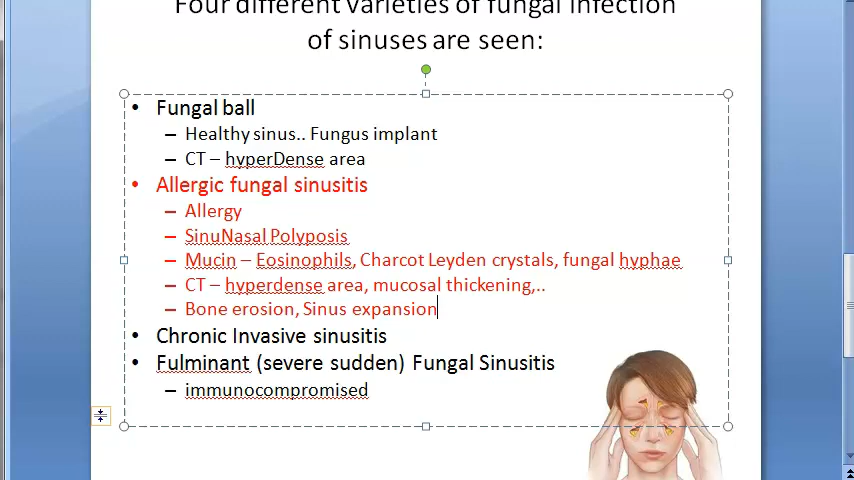 Four different varieties of fungal infection
of sinuses are seen:
• Fungal ball
– Healthy sinus.. Fungus implant
– CT – hyperDense area
• Allergic fungal sinusitis
– Allergy
– SinuNasal Polyposis
– Mucin – Eosinophils, Charcot Leyden crystals, fungal hyphae
– CT – hyperdense area, mucosal thickening,..
– Bone erosion, Sinus expansion
• Chronic Invasive sinusitis
• Fulminant (severe sudden) Fungal Sinusitis
– immunocompromised